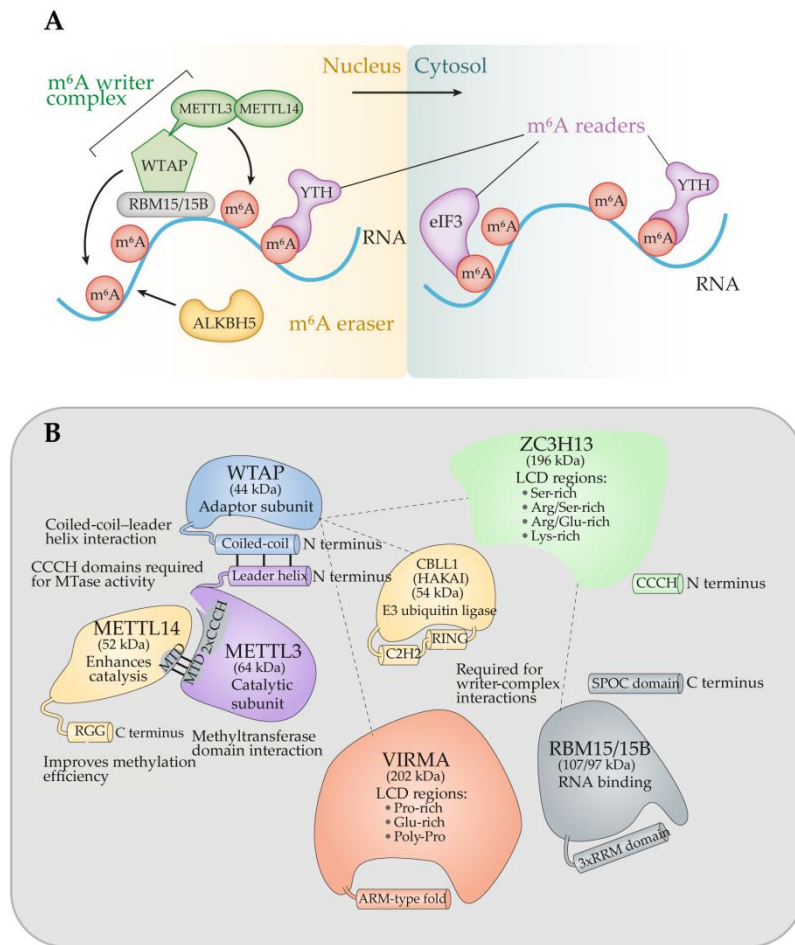 A
Nucleus
Cytosol
m⁶A writer
complex
METTL3
METTL14
m⁶A readers
WTAP
YTH
YTH
RBM15/15B
eIF3
m⁶A
m⁶A
RNA
m⁶A
m⁶A
m⁶A
m⁶A
m⁶A
m⁶A
m⁶A
RNA
ALKBH5
m⁶A eraser
B
WTAP
(44 kDa)
Adaptor subunit
Coiled-coil–leader
helix interaction
Coiled-coil
N terminus
CCCH domains required
for MTase activity
Leader helix
N terminus
METTL14
(52 kDa)
Enhances
catalysis
MTD
MTD
2xCCCH
METTL3
(64 kDa)
Catalytic
subunit
RGG
C terminus
Improves methylation
efficiency
Methyltransferase
domain interaction
ZC3H13
(196 kDa)
LCD regions:
• Ser-rich
• Arg/Ser-rich
• Arg/Glu-rich
• Lys-rich
CCCH
N terminus
CBLL1
(HAKAI)
(54 kDa)
E3 ubiquitin ligase
C2H2
RING
Required for
writer-complex
interactions
SPOC domain
C terminus
RBM15/15B
(107/97 kDa)
RNA binding
3xRRM domain
VIRMA
(202 kDa)
LCD regions:
• Pro-rich
• Glu-rich
• Poly-Pro
ARM-type fold